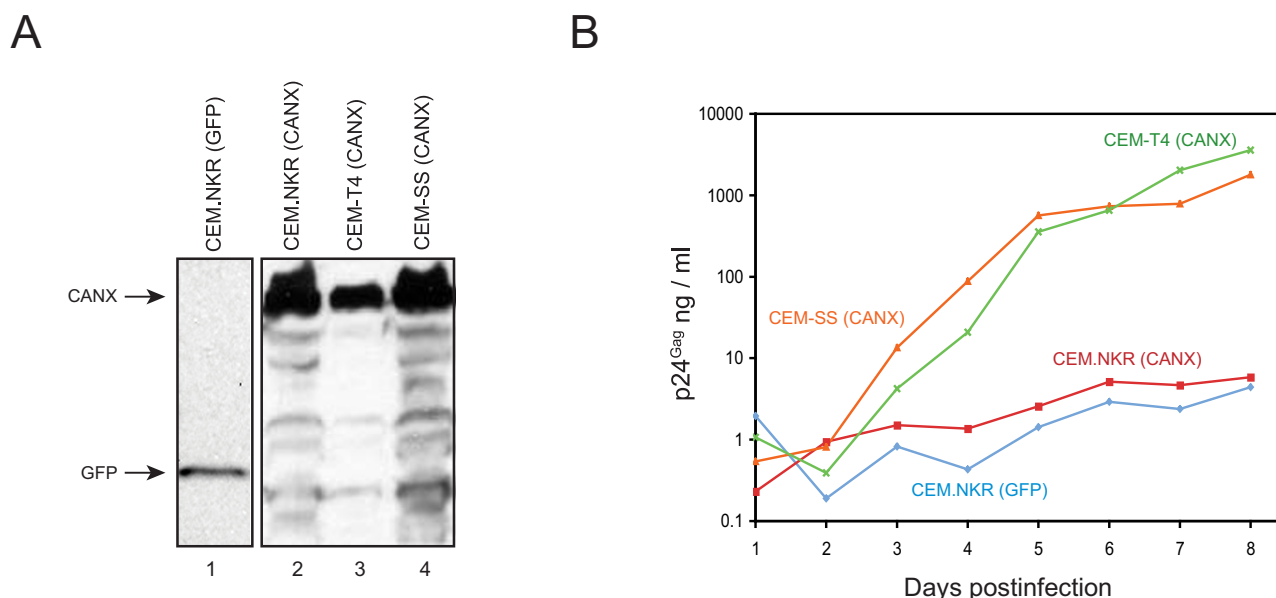 A
B
CEM.NKR (GFP)
CEM.NKR (CANX)
CEM-T4 (CANX)
CEM-SS (CANX)
CANX
GFP
1 2 3 4
p24Gag ng / ml
10000
1000
100
10
1
0.1
CEM-T4 (CANX)
CEM-SS (CANX)
CEM.NKR (CANX)
CEM.NKR (GFP)
1 2 3 4 5 6 7 8
Days postinfection